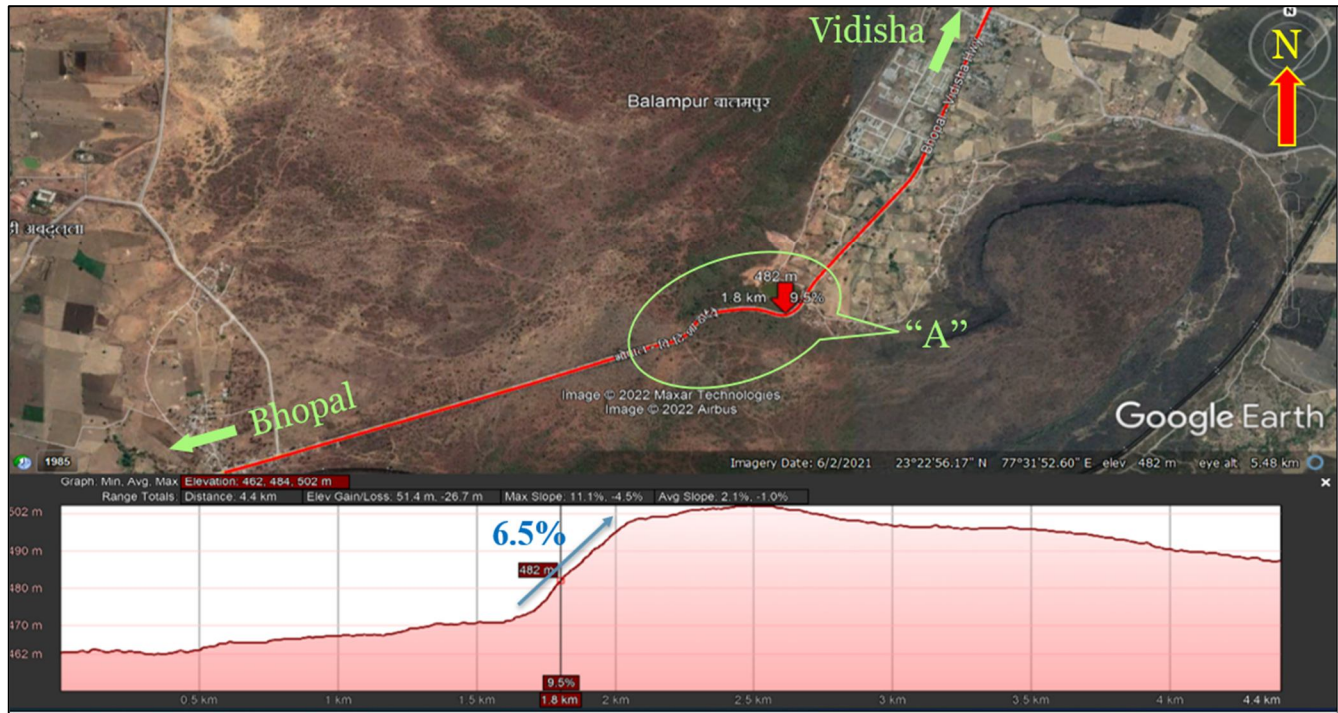 Vidisha
N
N
Balampur बालमपुर
Bhopal - Vidisha Hwy
अबदुलला
482 m
1.8 km
9.5%
"A"
Bhopal
Image © 2022 Maxar Technologies
Image © 2022 Airbus
Google Earth
1985
Imagery Date: 6/2/2021 23°22'56.17" N 77°31'52.60" E elev 482 m eye alt 5.48 km
Graph: Min, Avg, Max Elevation: 462, 484, 502 m
Range Totals: Distance: 4.4 km Elev Gain/Loss: 51.4 m, -26.7 m Max Slope: 11.1%, -4.5% Avg Slope: 2.1%, -1.0%
502 m
6.5%
490 m
482 m
480 m
470 m
462 m
9.5%
0.5 km 1 km 1.5 km 1.8 km 2 km 2.5 km 3 km 3.5 km 4 km 4.4 km